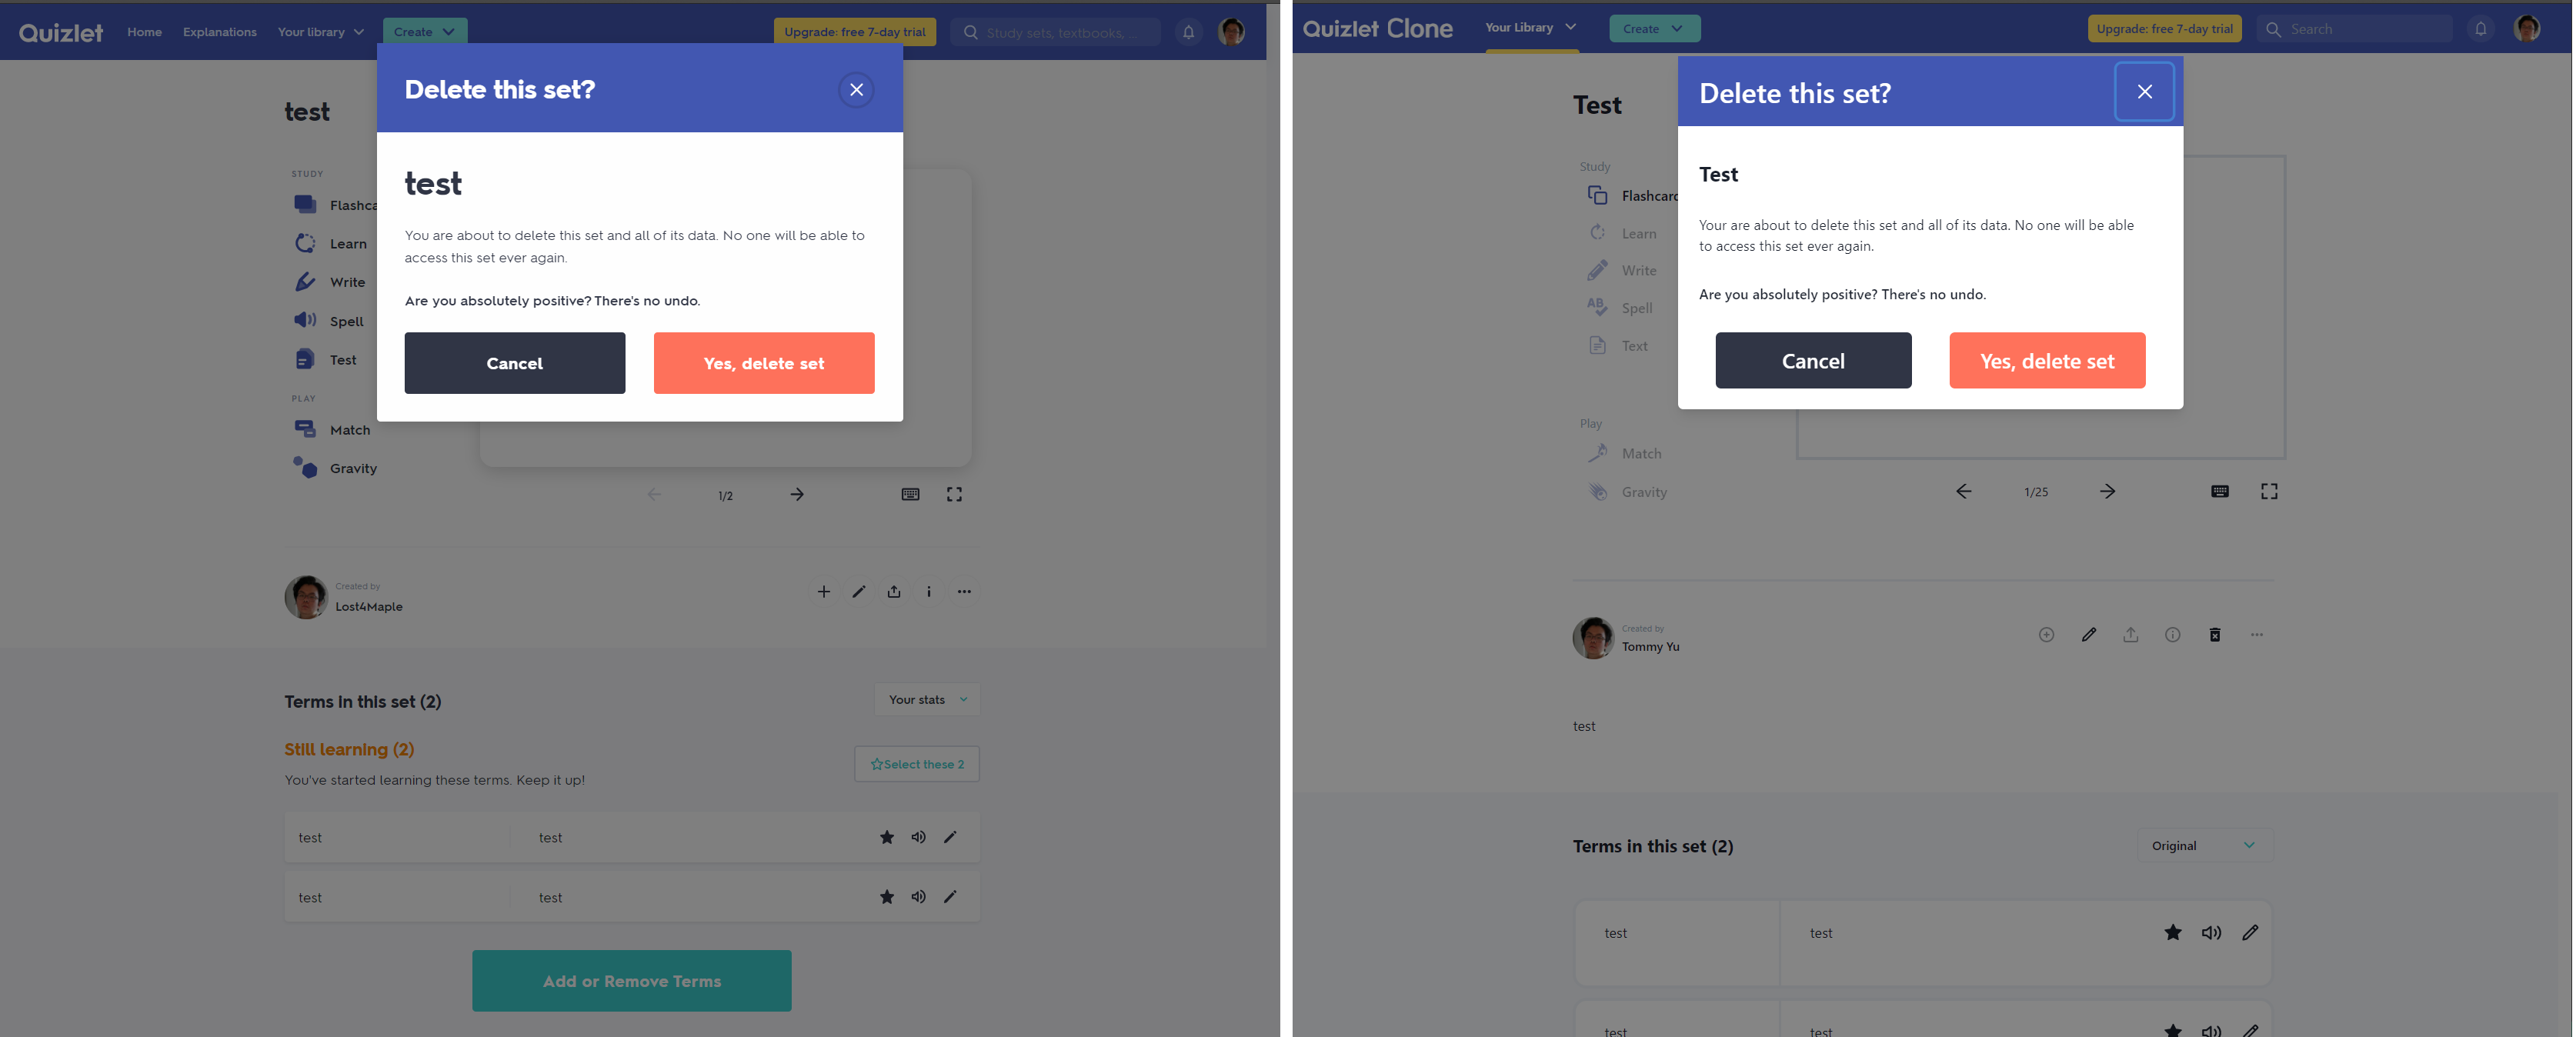 Quizlet
Home
Explanations
Your library
Create
Upgrade: free 7-day trial
Study sets, textbooks,...
test
STUDY
Flashca
Learn
Write
Spell
Test
PLAY
Match
Gravity
Delete this set?
test
You are about to delete this set and all of its data. No one will be able to
access this set ever again.
Are you absolutely positive? There's no undo.
Cancel
Yes, delete set
1/2
Created by
Lost4Maple
Terms in this set (2)
Your stats
Still learning (2)
You've started learning these terms. Keep it up!
Select these 2
test
test
test
test
Add or Remove Terms
Quizlet Clone
Your Library
Create
Upgrade: free 7-day trial
Search
Test
Study
Flashcard
Learn
Write
Spell
Text
Play
Match
Gravity
Delete this set?
Test
Your are about to delete this set and all of its data. No one will be able
to access this set ever again.
Are you absolutely positive? There's no undo.
Cancel
Yes, delete set
1/25
Created by
Tommy Yu
test
Terms in this set (2)
Original
test
test
test
test